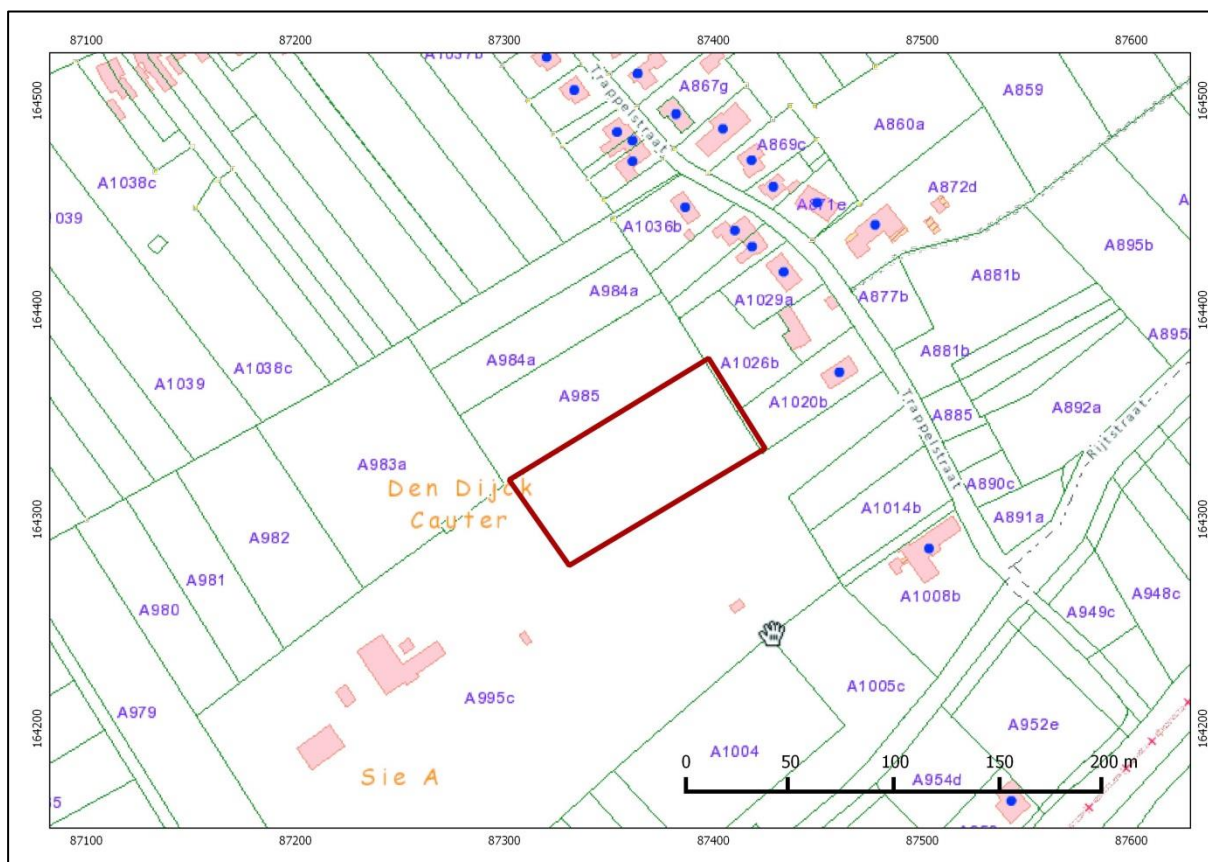 87100 87200 87300 87400 87500 87600
164500
164400
164300
164200
164500
164400
164300
164200
A1037b
A867g
A859
Trappelstraat
A860a
A869c
A1038c
A872d
A871e
A1036b
A895b
A881b
A984a
A1029a
A877b
A984a
A1026b
A881b
A1038c
A1039
A985
A1020b
A885
A892a
Trappelstraat
Rijtstraat
A983a
Den Dijck
Cauter
A890c
A1014b
A891a
A982
A981
A980
A1008b
A949c
A948c
A1005c
A995c
A979
A952e
A1004
Sie A
A954d
0 50 100 150 200 m
87100 87200 87300 87400 87500 87600